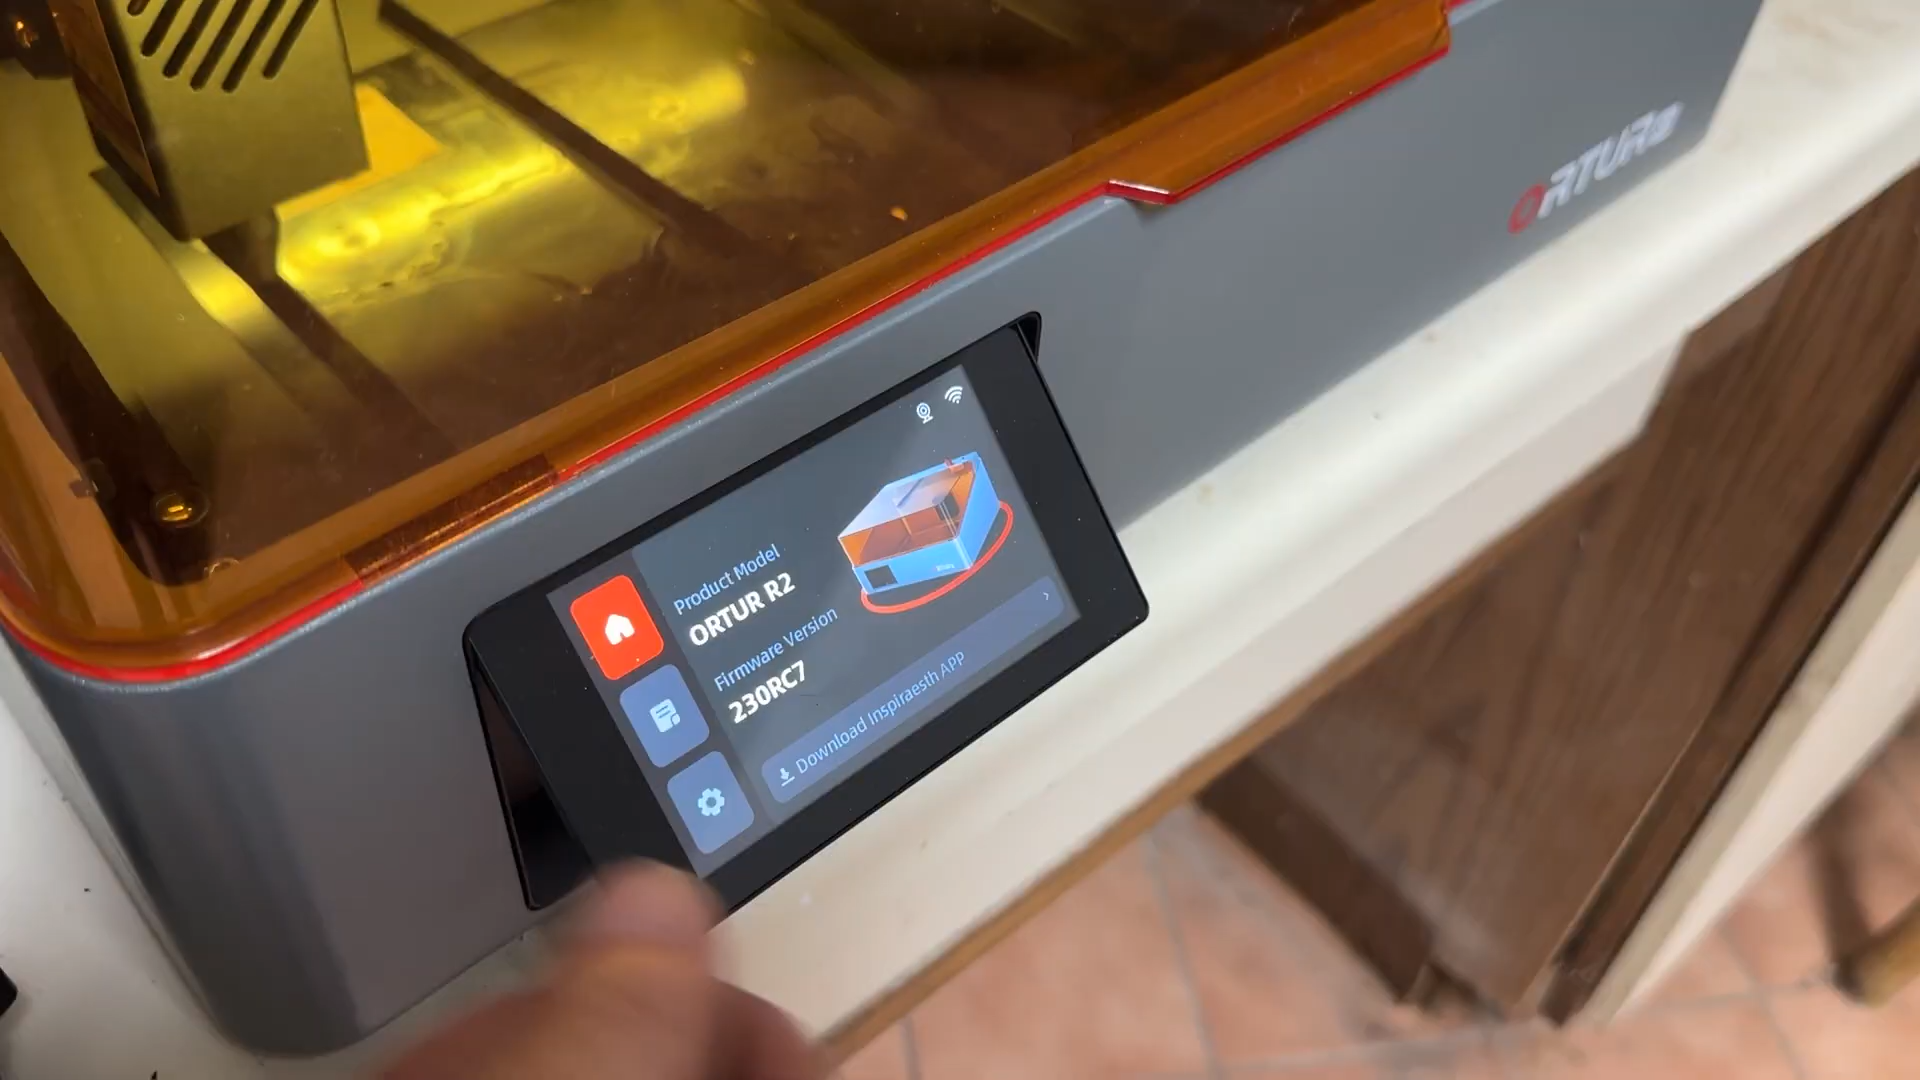 ORTUR
Product Model
ORTUR R2
Firmware Version
230RC7
Download Inspiraesth APP